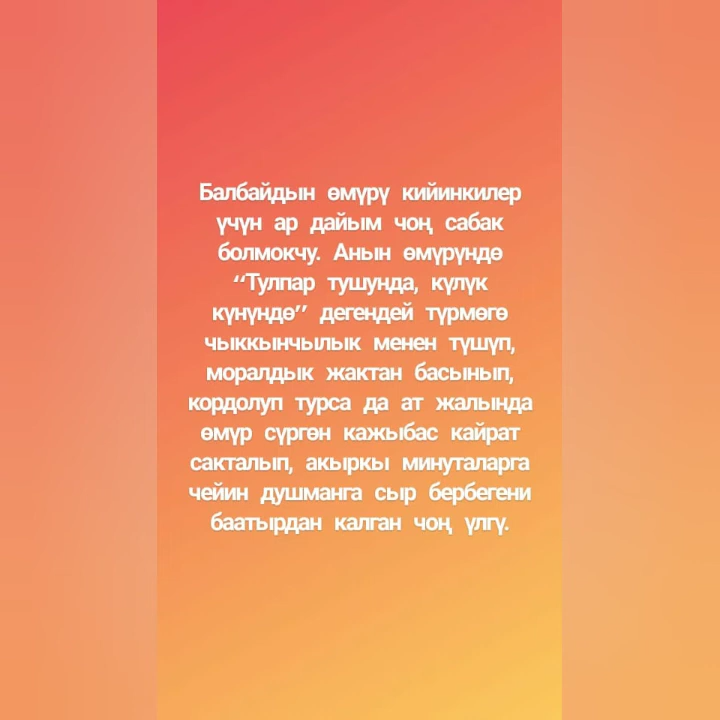 Балбайдын өмүрү кийинкилер
үчүн ар дайым чоң сабак
болмокчу. Анын өмүрүндө
“Тулпар тушунда, күлүк
күнүндө” дегендей түрмөгө
чыккынчылык менен түшүп,
моралдык жактан басынып,
кордолуп турса да ат жалында
өмүр сүргөн кажыбас кайрат
сакталып, акыркы минуталарга
чейин душманга сыр бербегени
баатырдан калган чоң үлгү.